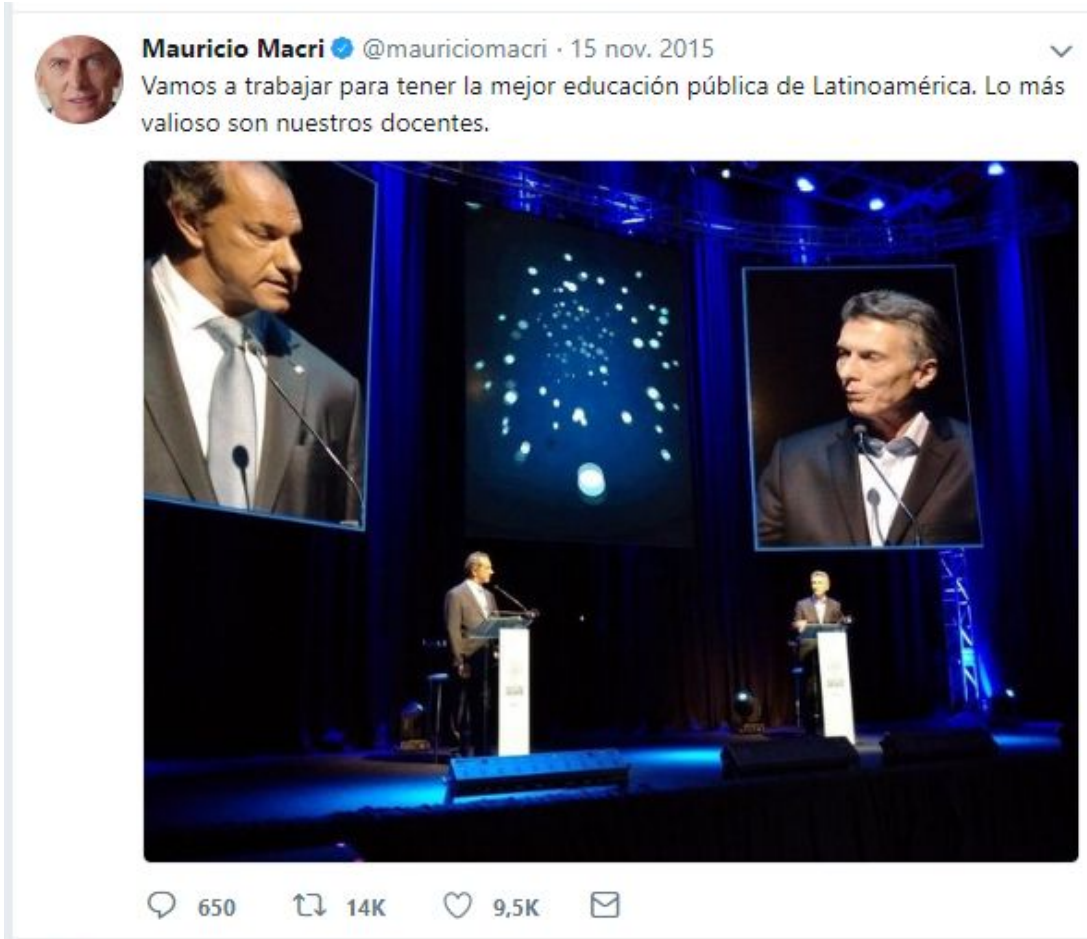 Mauricio Macri @mauriciomacri · 15 nov. 2015
Vamos a trabajar para tener la mejor educación pública de Latinoamérica. Lo más
valioso son nuestros docentes.
650 14K 9,5K